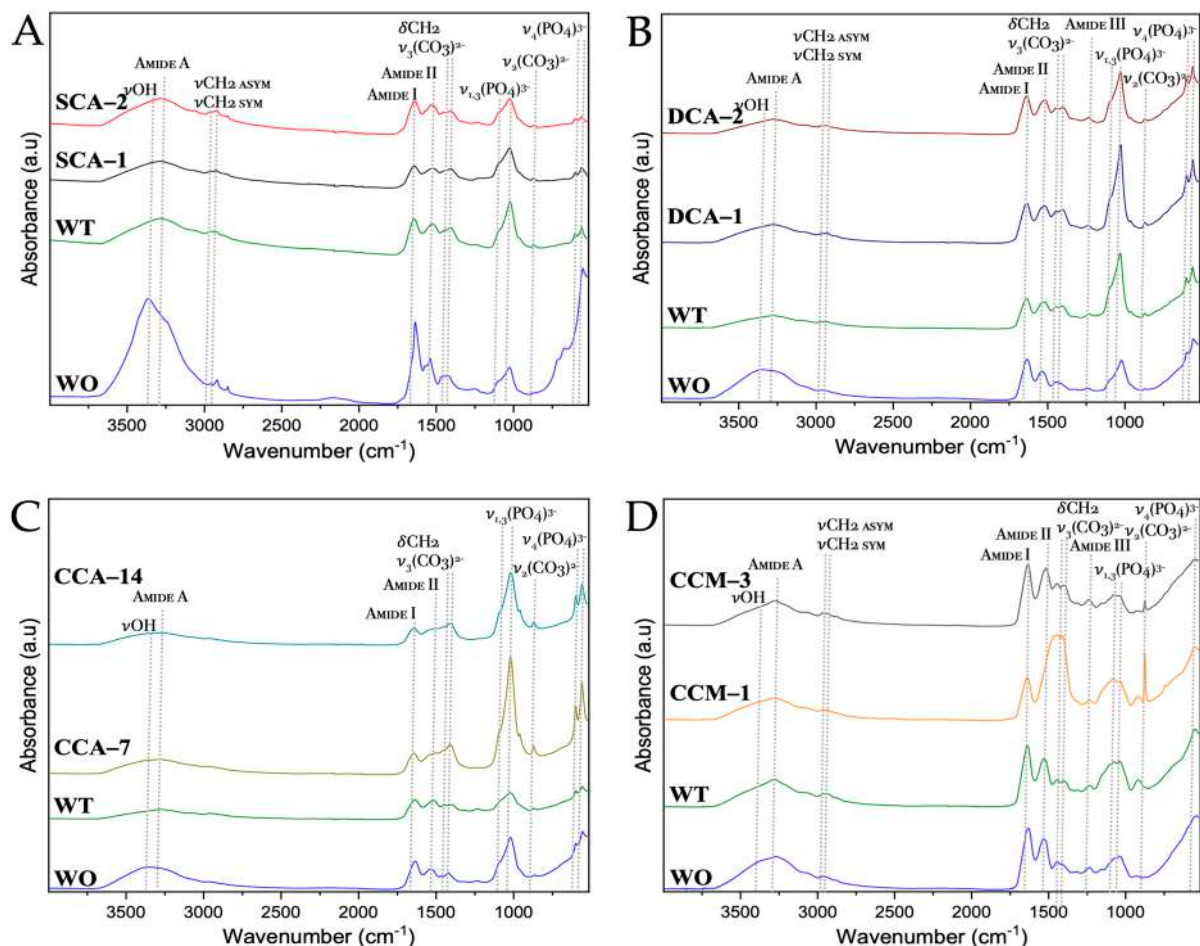 A
δCH2
ν₃(CO₃)²⁻
ν₄(PO₄)³⁻
ν₂(CO₃)²⁻
AMIDE A
AMIDE II
νOH
νCH2 ASYM
νCH2 SYM
AMIDE I
ν₁,₃(PO₄)³⁻
SCA–2
SCA–1
WT
WO
Absorbance (a.u)
3500 3000 2500 2000 1500 1000
Wavenumber (cm⁻¹)
B
δCH2
AMIDE III
ν₄(PO₄)³⁻
νCH2 ASYM
νCH2 SYM
ν₃(CO₃)²⁻
ν₁,₃(PO₄)³⁻
AMIDE A
AMIDE II
ν₂(CO₃)²⁻
νOH
AMIDE I
DCA–2
DCA–1
WT
WO
Absorbance (a.u)
3500 3000 2500 2000 1500 1000
Wavenumber (cm⁻¹)
C
ν₁,₃(PO₄)³⁻
δCH2
ν₃(CO₃)²⁻
ν₄(PO₄)³⁻
ν₂(CO₃)²⁻
AMIDE A
AMIDE II
νOH
AMIDE I
CCA–14
CCA–7
WT
WO
Absorbance (a.u)
3500 3000 2500 2000 1500 1000
Wavenumber (cm⁻¹)
D
νCH2 ASYM
νCH2 SYM
δCH2
ν₄(PO₄)³⁻
ν₃(CO₃)²⁻
ν₂(CO₃)²⁻
AMIDE A
AMIDE II
AMIDE I
AMIDE III
νOH
ν₁,₃(PO₄)³⁻
CCM–3
CCM–1
WT
WO
Absorbance (a.u)
3500 3000 2500 2000 1500 1000
Wavenumber (cm⁻¹)